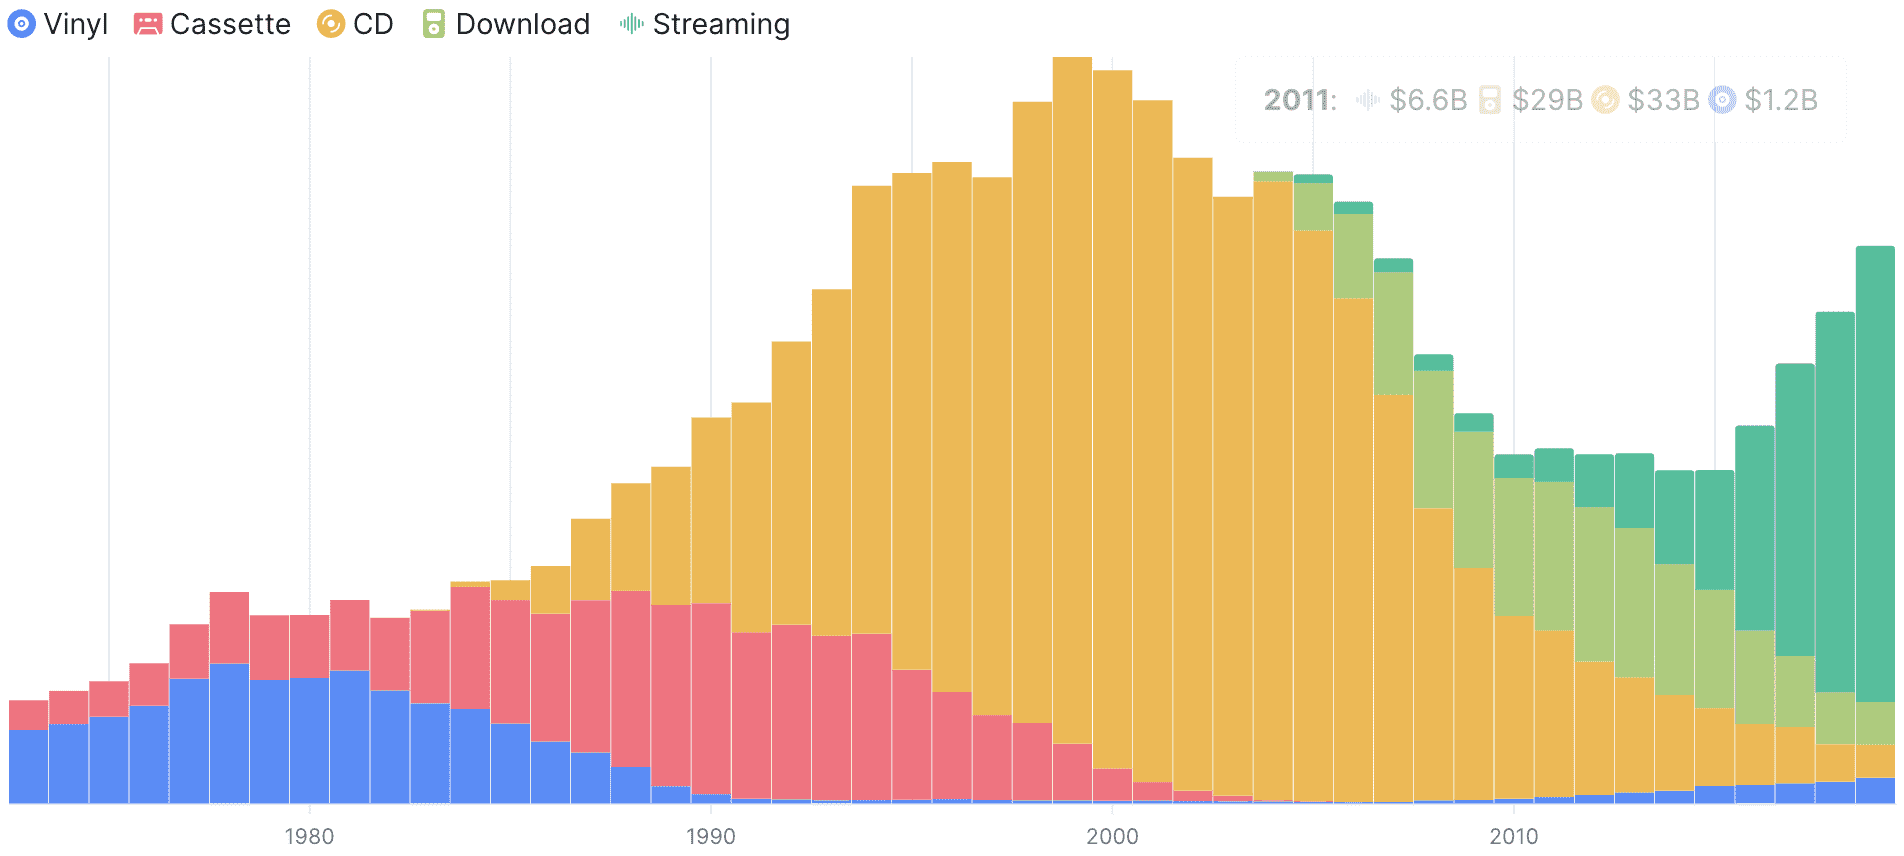 Vinyl Cassette CD Download Streaming
2011: $6.6B $29B $33B $1.2B
1980 1990 2000 2010